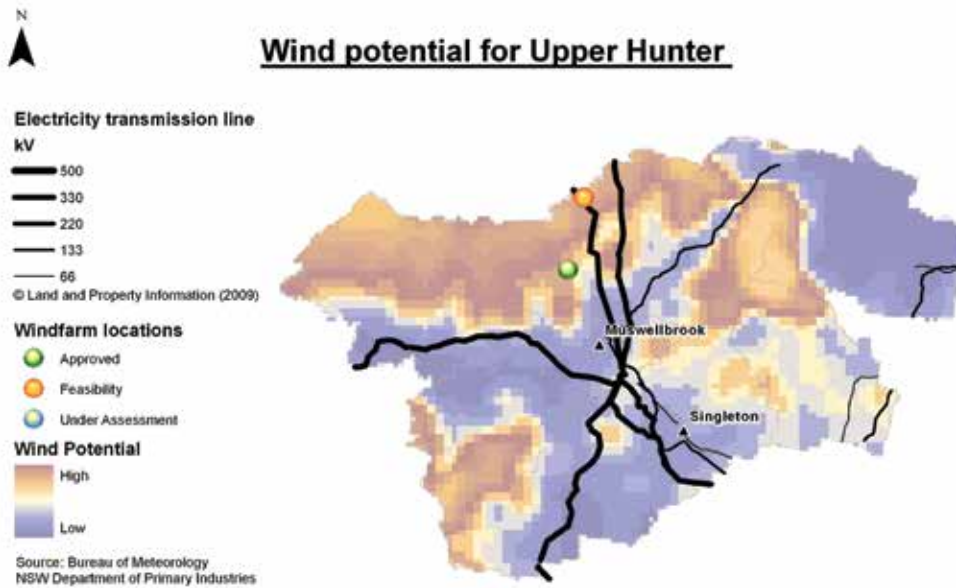 N
Wind potential for Upper Hunter
Electricity transmission line
kV
500
330
220
133
66
© Land and Property Information (2009)
Windfarm locations
Approved
Feasibility
Under Assessment
Wind Potential
High
Low
Source: Bureau of Meteorology
NSW Department of Primary Industries
Muswellbrook
Singleton